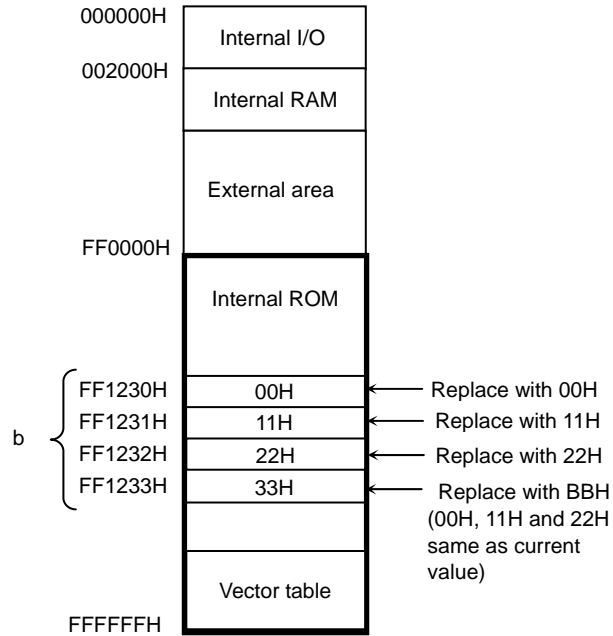 000000H
Internal I/O
002000H
Internal RAM
External area
FF0000H
Internal ROM
b
FF1230H 00H Replace with 00H
FF1231H 11H Replace with 11H
FF1232H 22H Replace with 22H
FF1233H 33H Replace with BBH
(00H, 11H and 22H
same as current
value)
Vector table
FFFFFFH